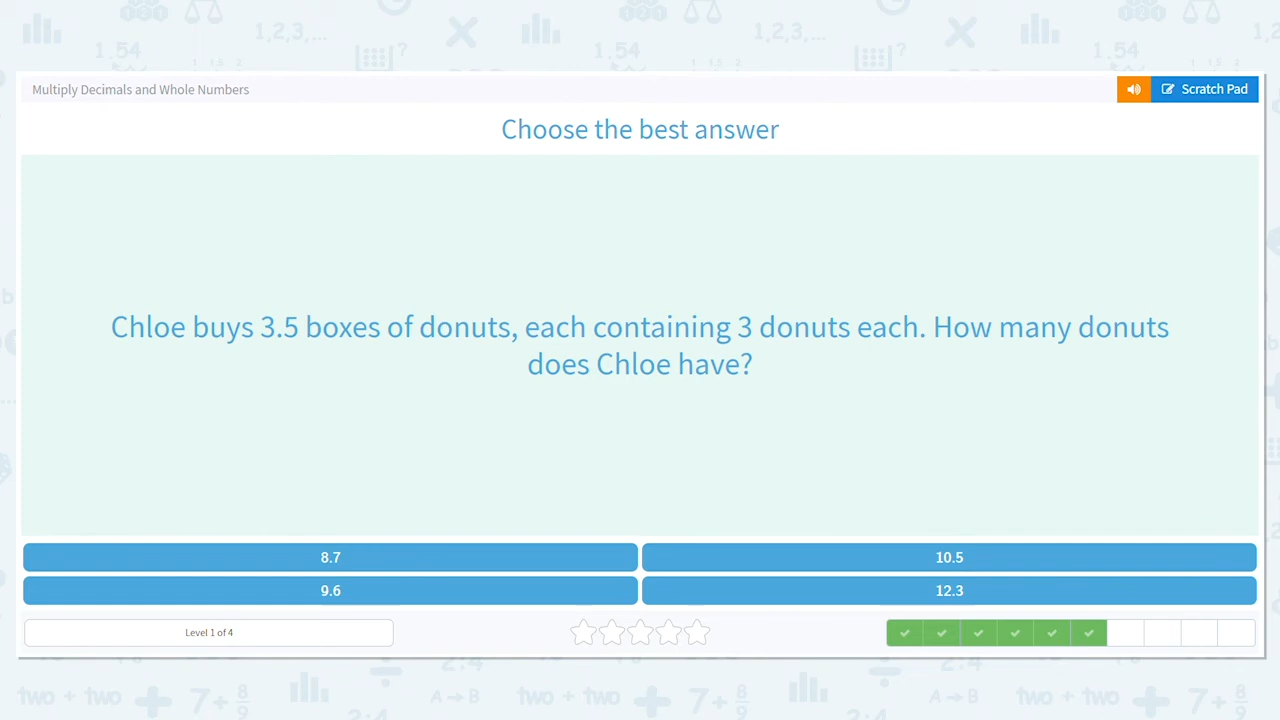 Multiply Decimals and Whole Numbers
Scratch Pad
Choose the best answer
Chloe buys 3.5 boxes of donuts, each containing 3 donuts each. How many donuts
does Chloe have?
8.7
10.5
9.6
12.3
Level 1 of 4